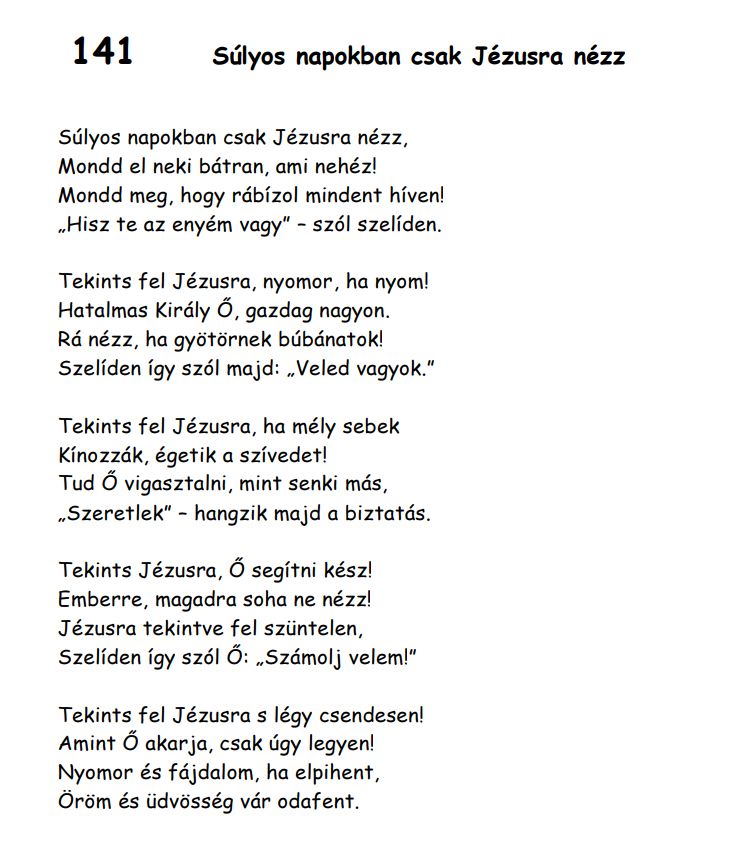 141 Súlyos napokban csak Jézusra nézz
Súlyos napokban csak Jézusra nézz,
Mondd el neki bátran, ami nehéz!
Mondd meg, hogy rábízol mindent híven!
„Hisz te az enyém vagy” – szól szelíden.
Tekints fel Jézusra, nyomor, ha nyom!
Hatalmas Király Ő, gazdag nagyon.
Rá nézz, ha gyötörnek búbánatok!
Szelíden így szól majd: „Veled vagyok.”
Tekints fel Jézusra, ha mély sebek
Kínozzák, égetik a szívedet!
Tud Ő vigasztalni, mint senki más,
„Szeretlek” – hangzik majd a biztatás.
Tekints Jézusra, Ő segítni kész!
Emberre, magadra soha ne nézz!
Jézusra tekintve fel szüntelen,
Szelíden így szól Ő: „Számolj velem!”
Tekints fel Jézusra s légy csendesen!
Amint Ő akarja, csak úgy legyen!
Nyomor és fájdalom, ha elpihent,
Öröm és üdvösség vár odafent.